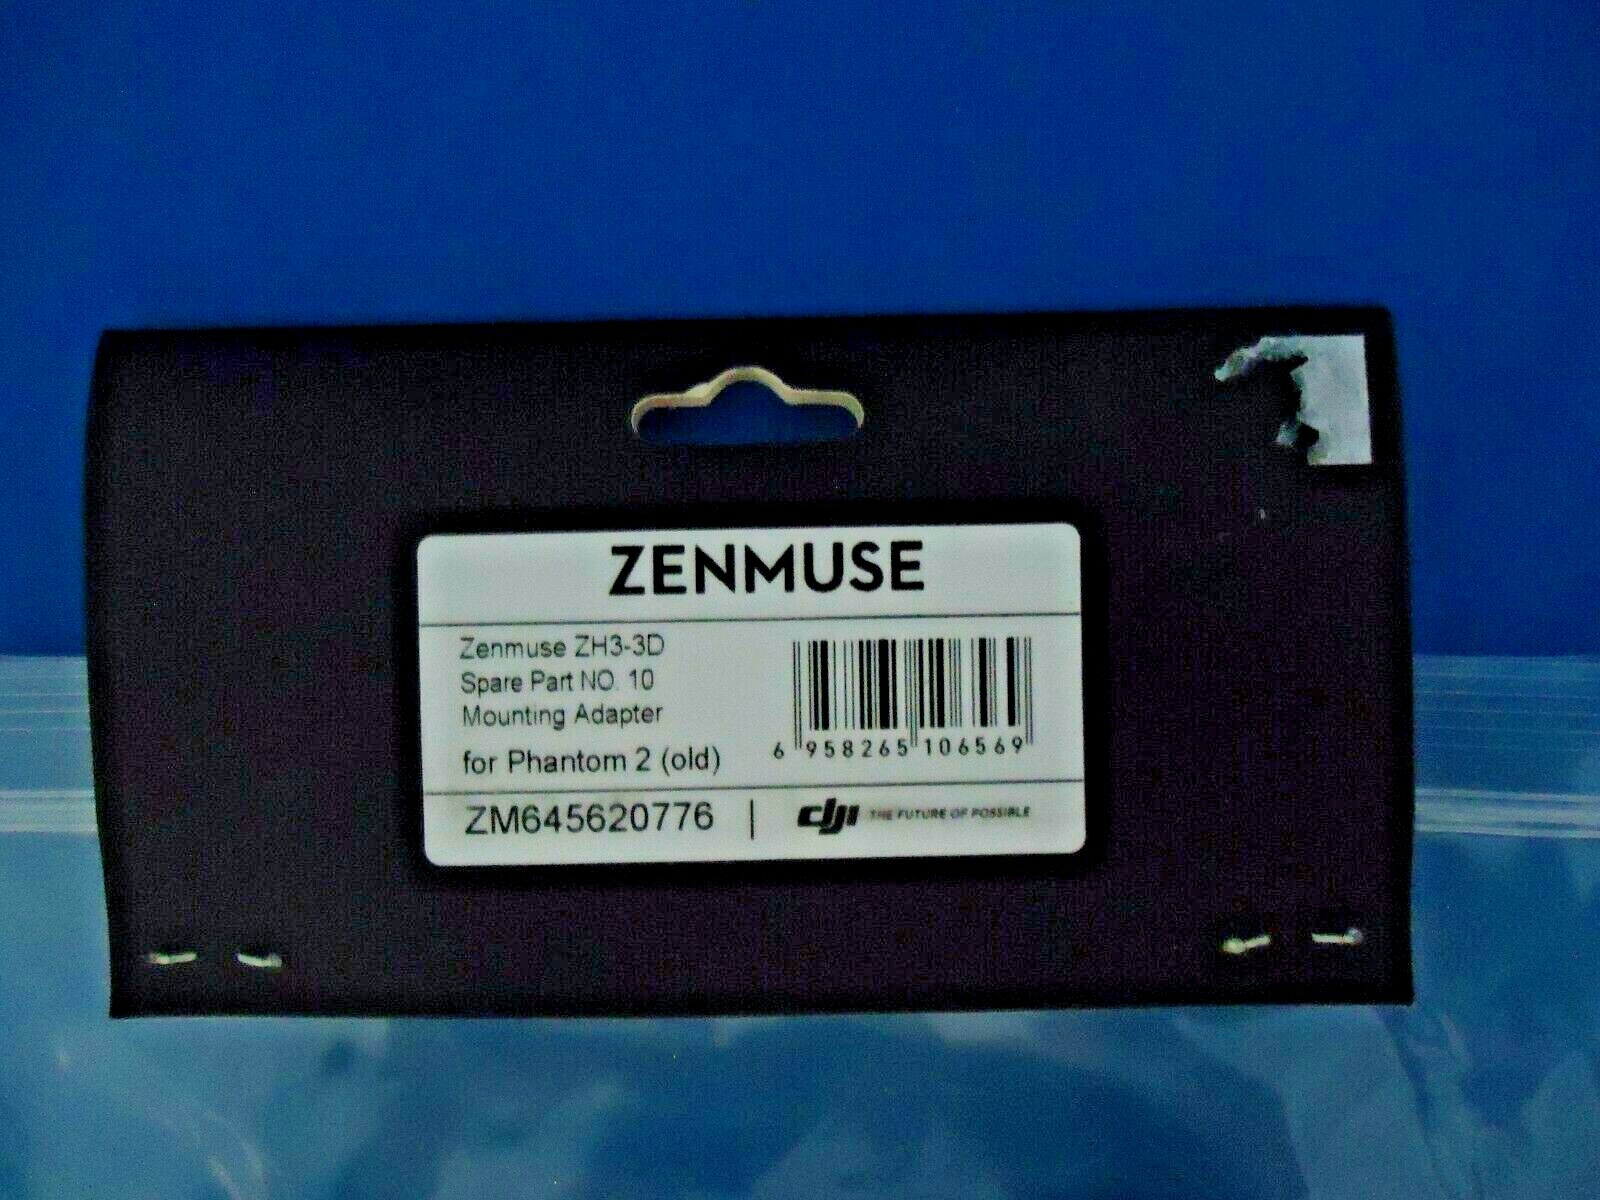 ZENMUSE
Zenmuse ZH3-3D
Spare Part NO. 10
Mounting Adapter
for Phantom 2 (old)
6 958265 106569
ZM645620776 | dji THE FUTURE OF POSSIBLE